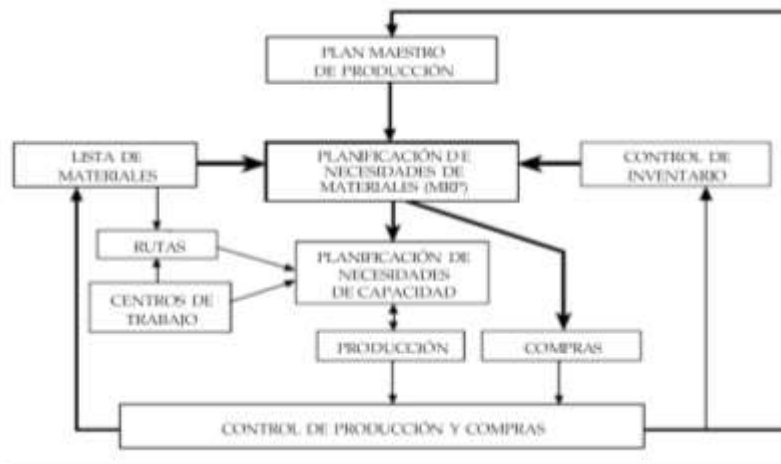 PLAN MAESTRO
DE PRODUCCIÓN
LISTA DE
MATERIALES
PLANIFICACIÓN DE
NECESIDADES DE
MATERIALES (MRP)
CONTROL DE
INVENTARIO
RUTAS
PLANIFICACIÓN DE
NECESIDADES
DE CAPACIDAD
CENTROS DE
TRABAJO
PRODUCCIÓN
COMPRAS
CONTROL DE PRODUCCIÓN Y COMPRAS